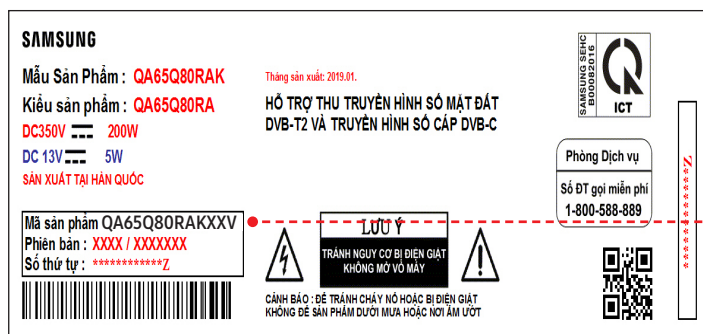 SAMSUNG
Mẫu Sản Phẩm : QA65Q80RAK
Kiểu sản phẩm : QA65Q80RA
DC350V 200W
DC 13V 5W
SẢN XUẤT TẠI HÀN QUỐC
Tháng sản xuất: 2019.01.
HỖ TRỢ THU TRUYỀN HÌNH SỐ MẶT ĐẤT
DVB-T2 VÀ TRUYỀN HÌNH SỐ CÁP DVB-C
SAMSUNG SEHC
B00082016
ICT
Phòng Dịch vụ
Số ĐT gọi miễn phí
1-800-588-889
Z***********
Mã sản phẩm QA65Q80RAKXXV
Phiên bản : XXXX / XXXXXXX
Số thứ tự : ************Z
LƯU Ý
TRÁNH NGUY CƠ BỊ ĐIỆN GIẬT
KHÔNG MỞ VỎ MÁY
CẢNH BÁO : ĐỂ TRÁNH CHÁY NỔ HOẶC BỊ ĐIỆN GIẬT
KHÔNG ĐỂ SẢN PHẨM DƯỚI MƯA HOẶC NƠI ẨM ƯỚT